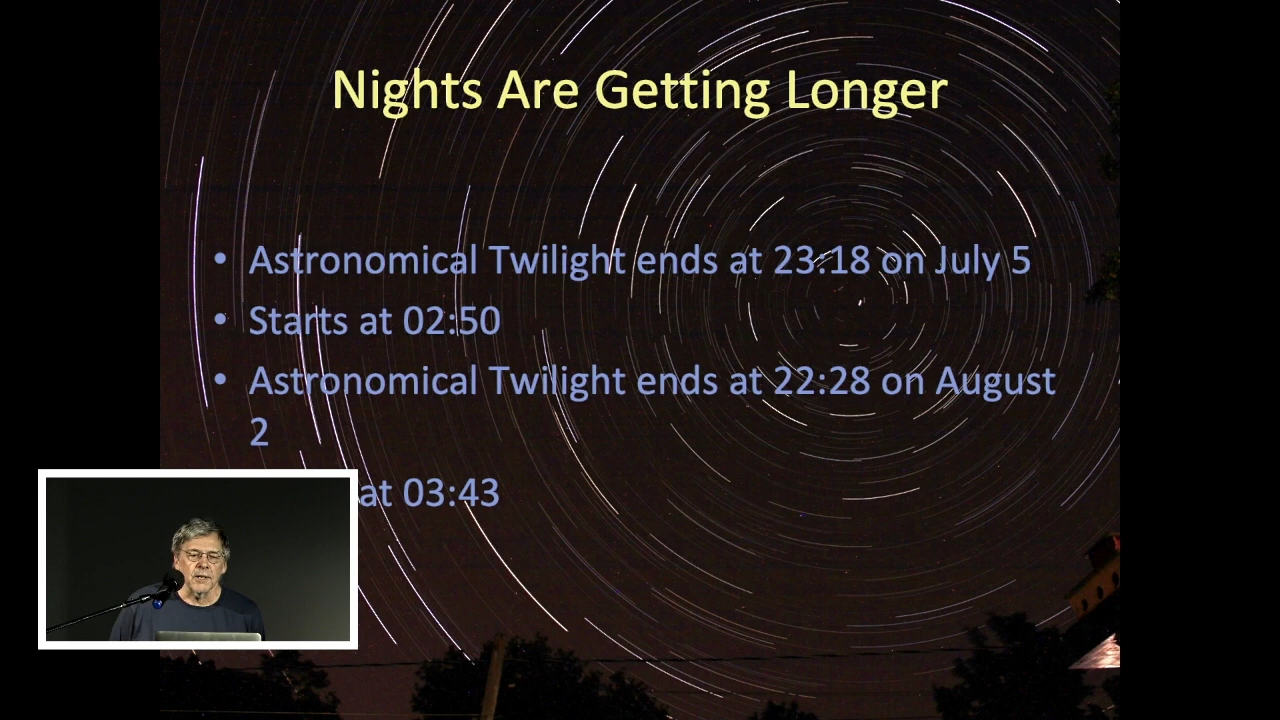 Nights Are Getting Longer
• Astronomical Twilight ends at 23:18 on July 5
• Starts at 02:50
• Astronomical Twilight ends at 22:28 on August
2
at 03:43